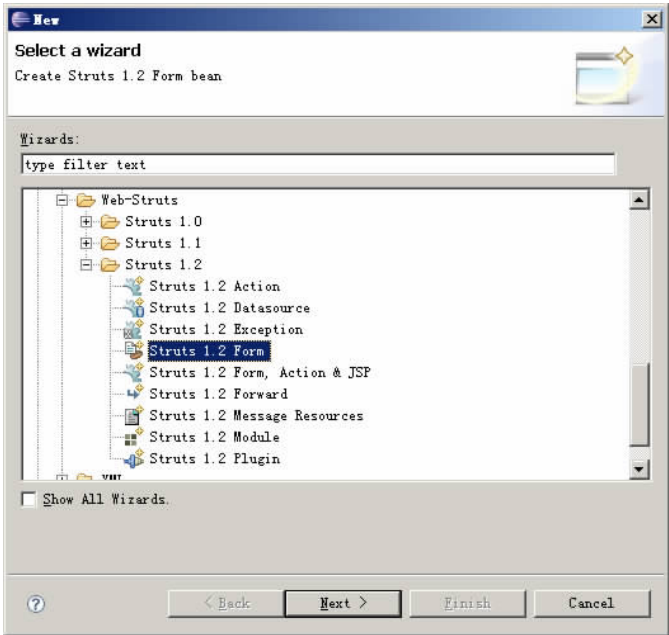 New
Select a wizard
Create Struts 1.2 Form bean
Wizards:
type filter text
Web-Struts
Struts 1.0
Struts 1.1
Struts 1.2
Struts 1.2 Action
Struts 1.2 Datasource
Struts 1.2 Exception
Struts 1.2 Form
Struts 1.2 Form, Action & JSP
Struts 1.2 Forward
Struts 1.2 Message Resources
Struts 1.2 Module
Struts 1.2 Plugin
XML
Show All Wizards.
< Back Next > Finish Cancel